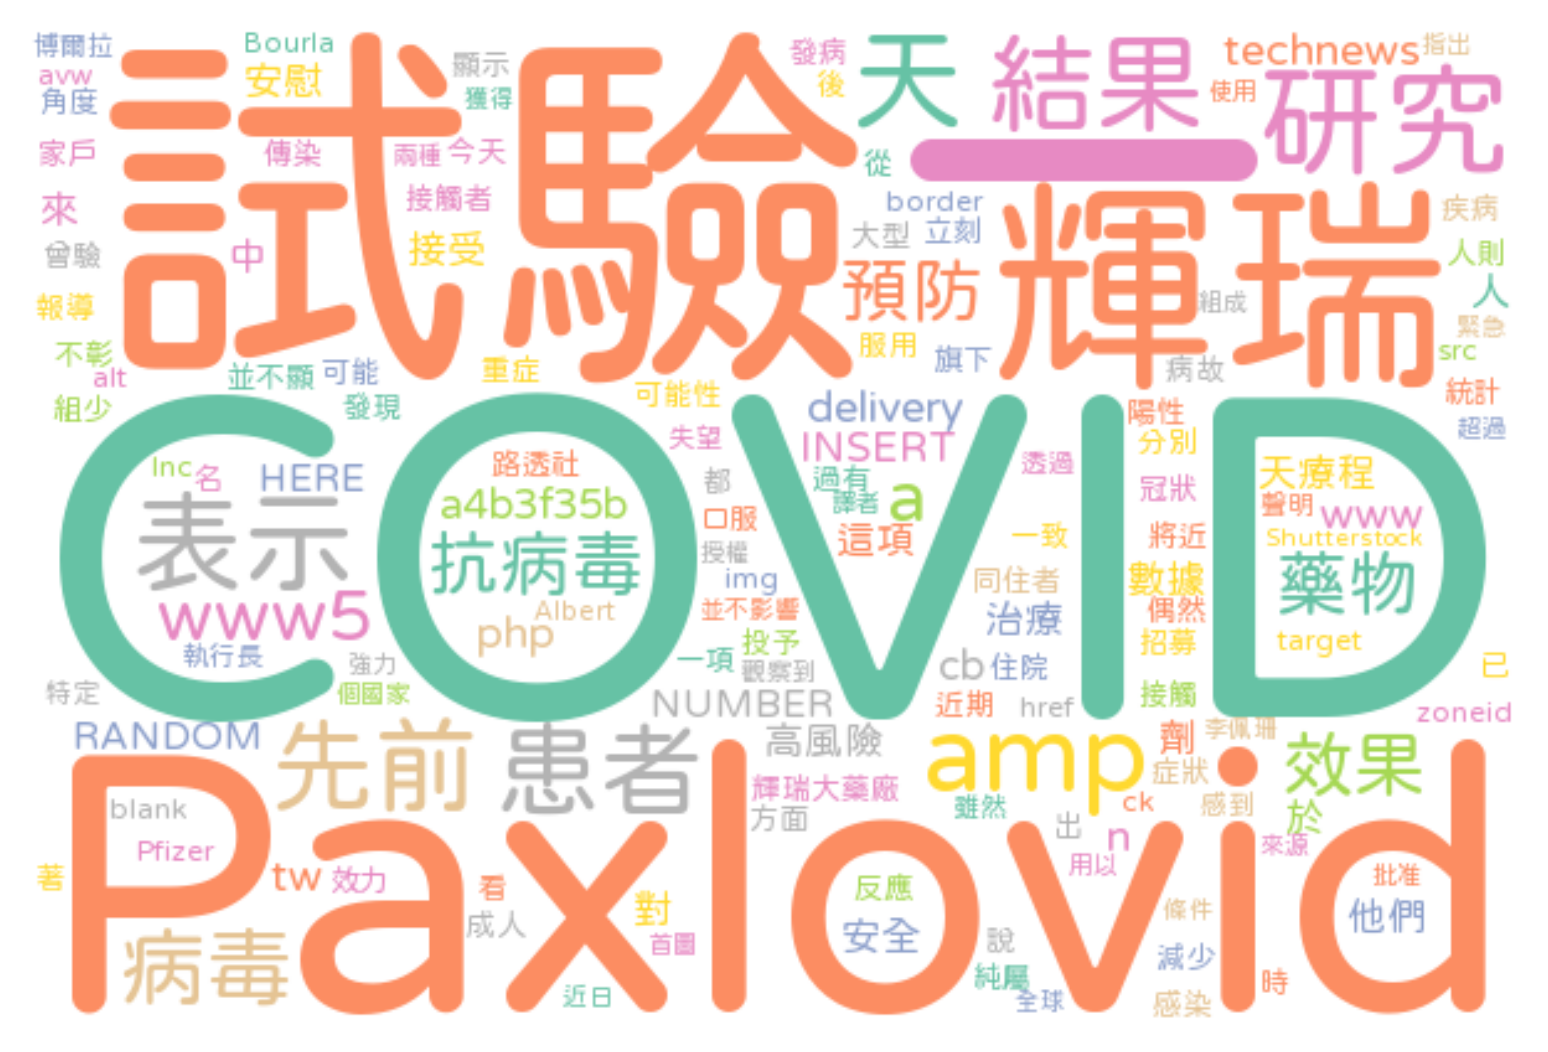 博爾拉
Bourla
顯示
發病
天
結果
technews
指出
avw
安慰
試驗
後
使用
研究
角度
獲得
家戶
傳染
兩種
今天
從
一
來
接觸者
border
輝瑞
疾病
曾驗
中
接受
大型
立刻
人則
預防
人
報導
組成
緊急
不彰
服用
旗下
src
alt
並不顯
可能
重症
病故
統計
組少
發現
可能性
delivery
陽性
超過
COVID
失望
INSERT
分別
Inc
名
HERE
路透社
都
過有
透過
冠狀
天療程
表示
a4b3f35b
口服
譯者
a
聲明
www
抗病毒
授權
這項
一致
將近
Shutterstock
img
同住者
數據
藥物
www5
Albert
並不影響
治療
偶然
php
投予
招募
target
執行長
強力
一項
觀察到
cb
住院
已
特定
個國家
NUMBER
近期
href
接觸
zoneid
RANDOM
先前
患者
高風險
amp
劑
李佩珊
效果
Paxlovid
輝瑞大藥廠
症狀
blank
方面
雖然
ck
感到
於
出
n
Pfizer
用以
來源
著
tw
效力
看
對
反應
批准
成人
條件
他們
病毒
首圖
安全
說
減少
近日
純屬
全球
感染
時